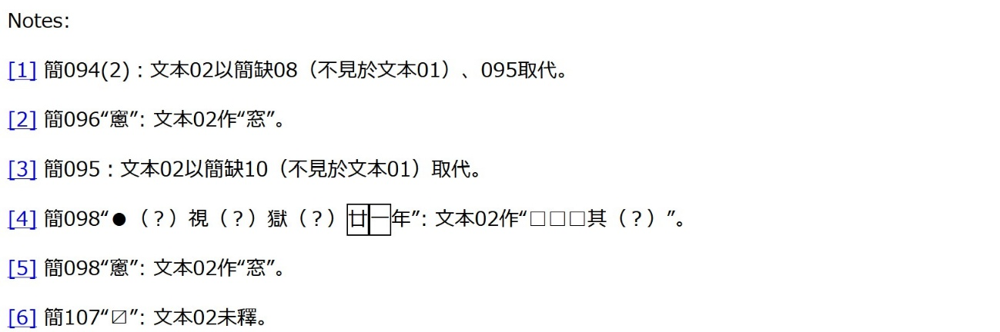 Notes:
[1] 簡094(2) : 文本02以簡缺08（不見於文本01）、095取代。
[2] 簡096“窻”: 文本02作“窓”。
[3] 簡095 : 文本02以簡缺10（不見於文本01）取代。
[4] 簡098“●（？）視（？）獄（？）廿一年”: 文本02作“□□□其（？）”。
[5] 簡098“窻”: 文本02作“窓”。
[6] 簡107“〼”: 文本02未釋。